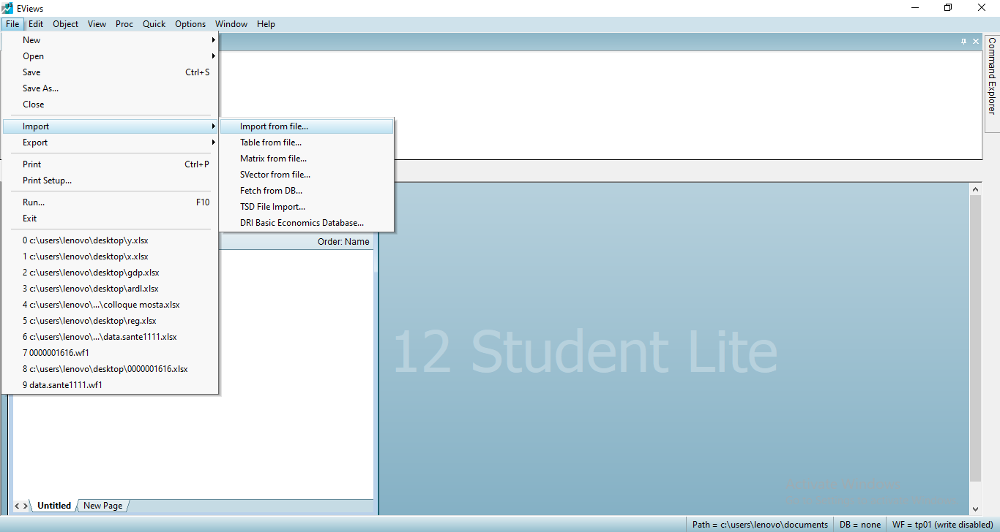 EViews
File Edit Object View Proc Quick Options Window Help
New
Open
Save Ctrl+S
Save As...
Close
Import
Export
Print Ctrl+P
Print Setup...
Run... F10
Exit
0 c:\users\lenovo\desktop\y.xlsx
1 c:\users\lenovo\desktop\x.xlsx
2 c:\users\lenovo\desktop\gdp.xlsx
3 c:\users\lenovo\desktop\ardl.xlsx
4 c:\users\lenovo\...\colloque mosta.xlsx
5 c:\users\lenovo\desktop\reg.xlsx
6 c:\users\lenovo\...\data.sante1111.xlsx
7 0000001616.wf1
8 c:\users\lenovo\desktop\0000001616.xlsx
9 data.sante1111.wf1
Import from file...
Table from file...
Matrix from file...
SVector from file...
Fetch from DB...
TSD File Import...
DRI Basic Economics Database...
Command Explorer
Order: Name
12 Student Lite
Untitled New Page
Path = c:\users\lenovo\documents DB = none WF = tp01 (write disabled)